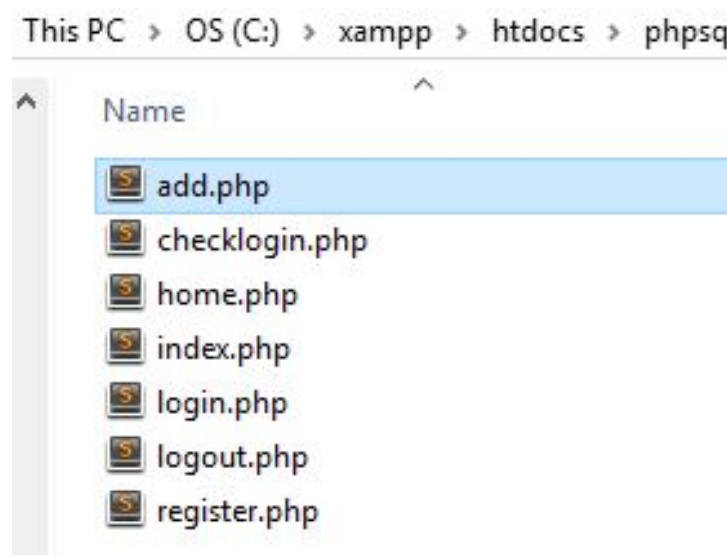 This PC > OS (C:) > xampp > htdocs > phpsq
Name
add.php
checklogin.php
home.php
index.php
login.php
logout.php
register.php